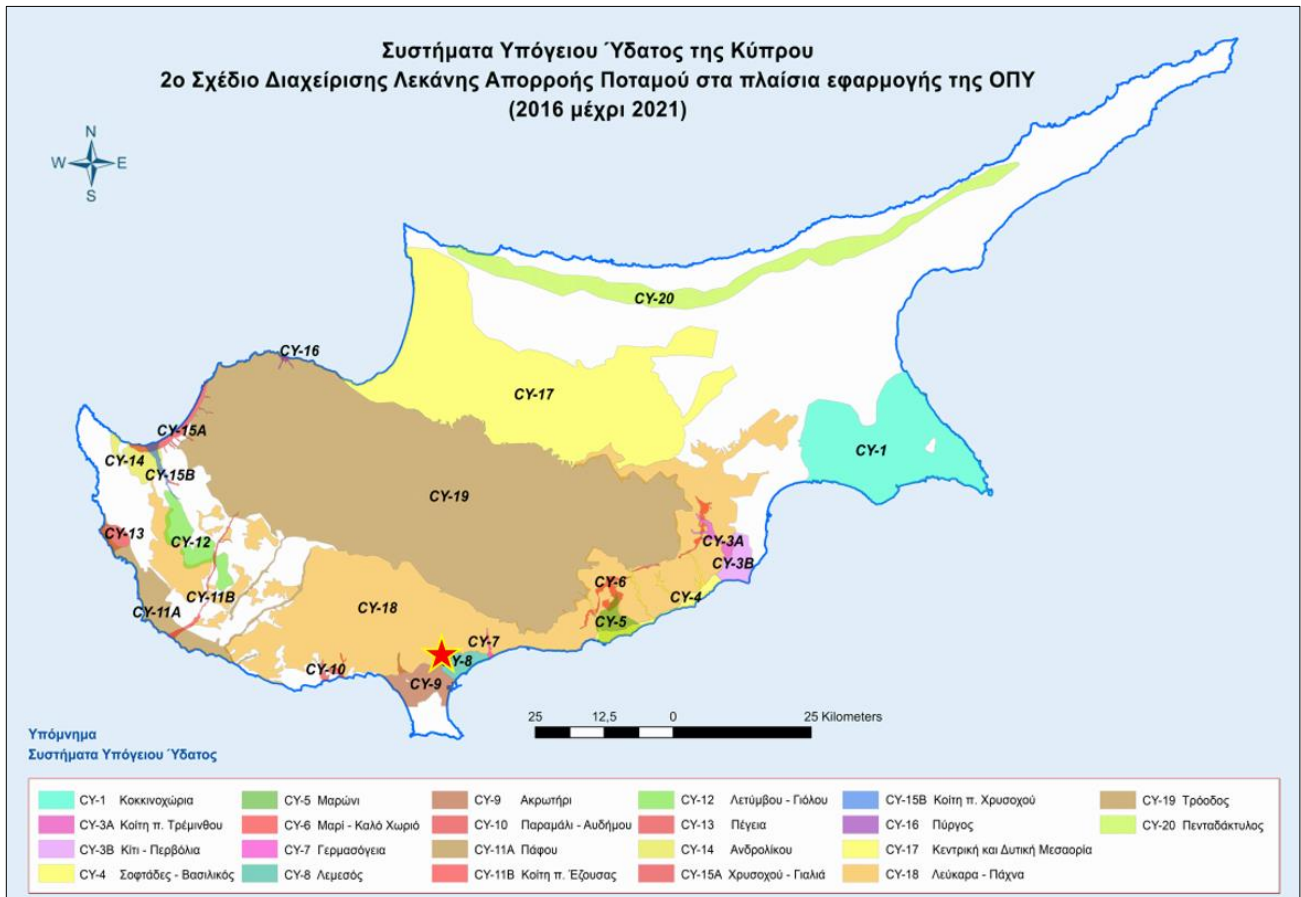 Συστήματα Υπόγειου Ύδατος της Κύπρου
2ο Σχέδιο Διαχείρισης Λεκάνης Απορροής Ποταμού στα πλαίσια εφαρμογής της ΟΠΥ
(2016 μέχρι 2021)
N
W E
S
CY-20
CY-16
CY-17
CY-15A
CY-1
CY-14
CY-15B
CY-19
CY-13
CY-12
CY-3A
CY-3B
CY-6
CY-4
CY-11B
CY-11A
CY-18
CY-5
CY-7
Y-8
CY-10
CY-9
25 12,5 0 25 Kilometers
Υπόμνημα
Συστήματα Υπόγειου Ύδατος
CY-1 Κοκκινοχώρια
CY-3A Κοίτη π. Τρέμινθου
CY-3B Κίτι - Περβόλια
CY-4 Σοφτάδες - Βασιλικός
CY-5 Μαρώνι
CY-6 Μαρί - Καλό Χωριό
CY-7 Γερμασόγεια
CY-8 Λεμεσός
CY-9 Ακρωτήρι
CY-10 Παραμάλι - Αυδήμου
CY-11A Πάφου
CY-11B Κοίτη π. Έζουσας
CY-12 Λετύμβου - Γιόλου
CY-13 Πέγεια
CY-14 Ανδρολίκου
CY-15A Χρυσοχού - Γιαλιά
CY-15B Κοίτη π. Χρυσοχού
CY-16 Πύργος
CY-17 Κεντρική και Δυτική Μεσαορία
CY-18 Λεύκαρα - Πάχνα
CY-19 Τρόοδος
CY-20 Πενταδάκτυλος